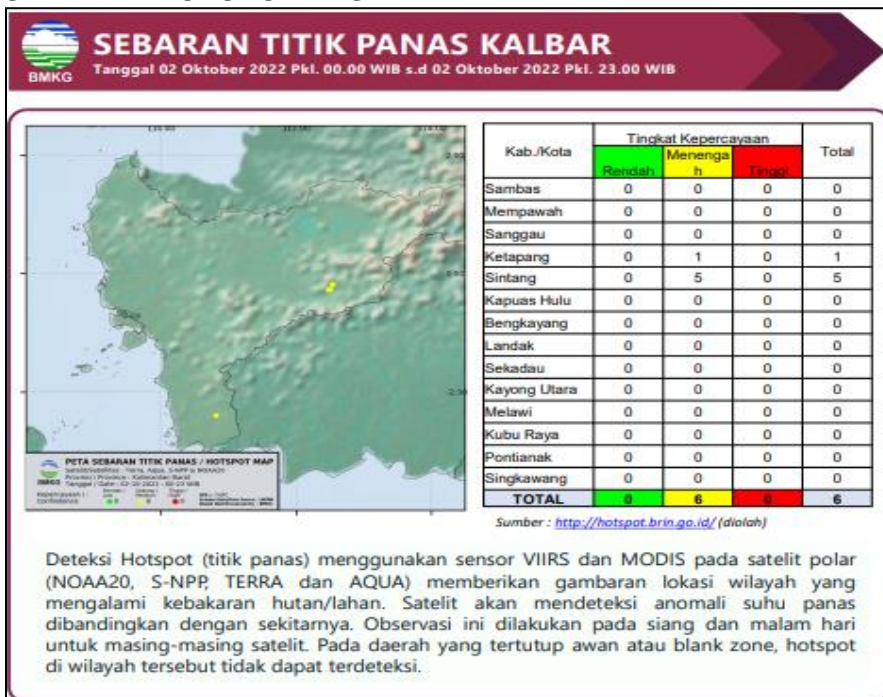 BMKG
SEBARAN TITIK PANAS KALBAR
Tanggal 02 Oktober 2022 Pkl. 00.00 WIB s.d 02 Oktober 2022 Pkl. 23.00 WIB
Kab./Kota Tingkat Kepercayaan Total
Rendah Menengah Tinggi
Sambas 0 0 0 0
Mempawah 0 0 0 0
Sanggau 0 0 0 0
Ketapang 0 1 0 1
Sintang 0 5 0 5
Kapuas Hulu 0 0 0 0
Bengkayang 0 0 0 0
Landak 0 0 0 0
Sekadau 0 0 0 0
Kayong Utara 0 0 0 0
Melawi 0 0 0 0
Kubu Raya 0 0 0 0
Pontianak 0 0 0 0
Singkawang 0 0 0 0
TOTAL 0 6 0 6
Sumber : http://hotspot.brin.go.id/ (diolah)
BMKG
PETA SEBARAN TITIK PANAS / HOTSPOT MAP
Deteksi Hotspot (titik panas) menggunakan sensor VIIRS dan MODIS pada satelit polar
(NOAA20, S-NPP, TERRA dan AQUA) memberikan gambaran lokasi wilayah yang
mengalami kebakaran hutan/lahan. Satelit akan mendeteksi anomali suhu panas
dibandingkan dengan sekitarnya. Observasi ini dilakukan pada siang dan malam hari
untuk masing-masing satelit. Pada daerah yang tertutup awan atau blank zone, hotspot
di wilayah tersebut tidak dapat terdeteksi.